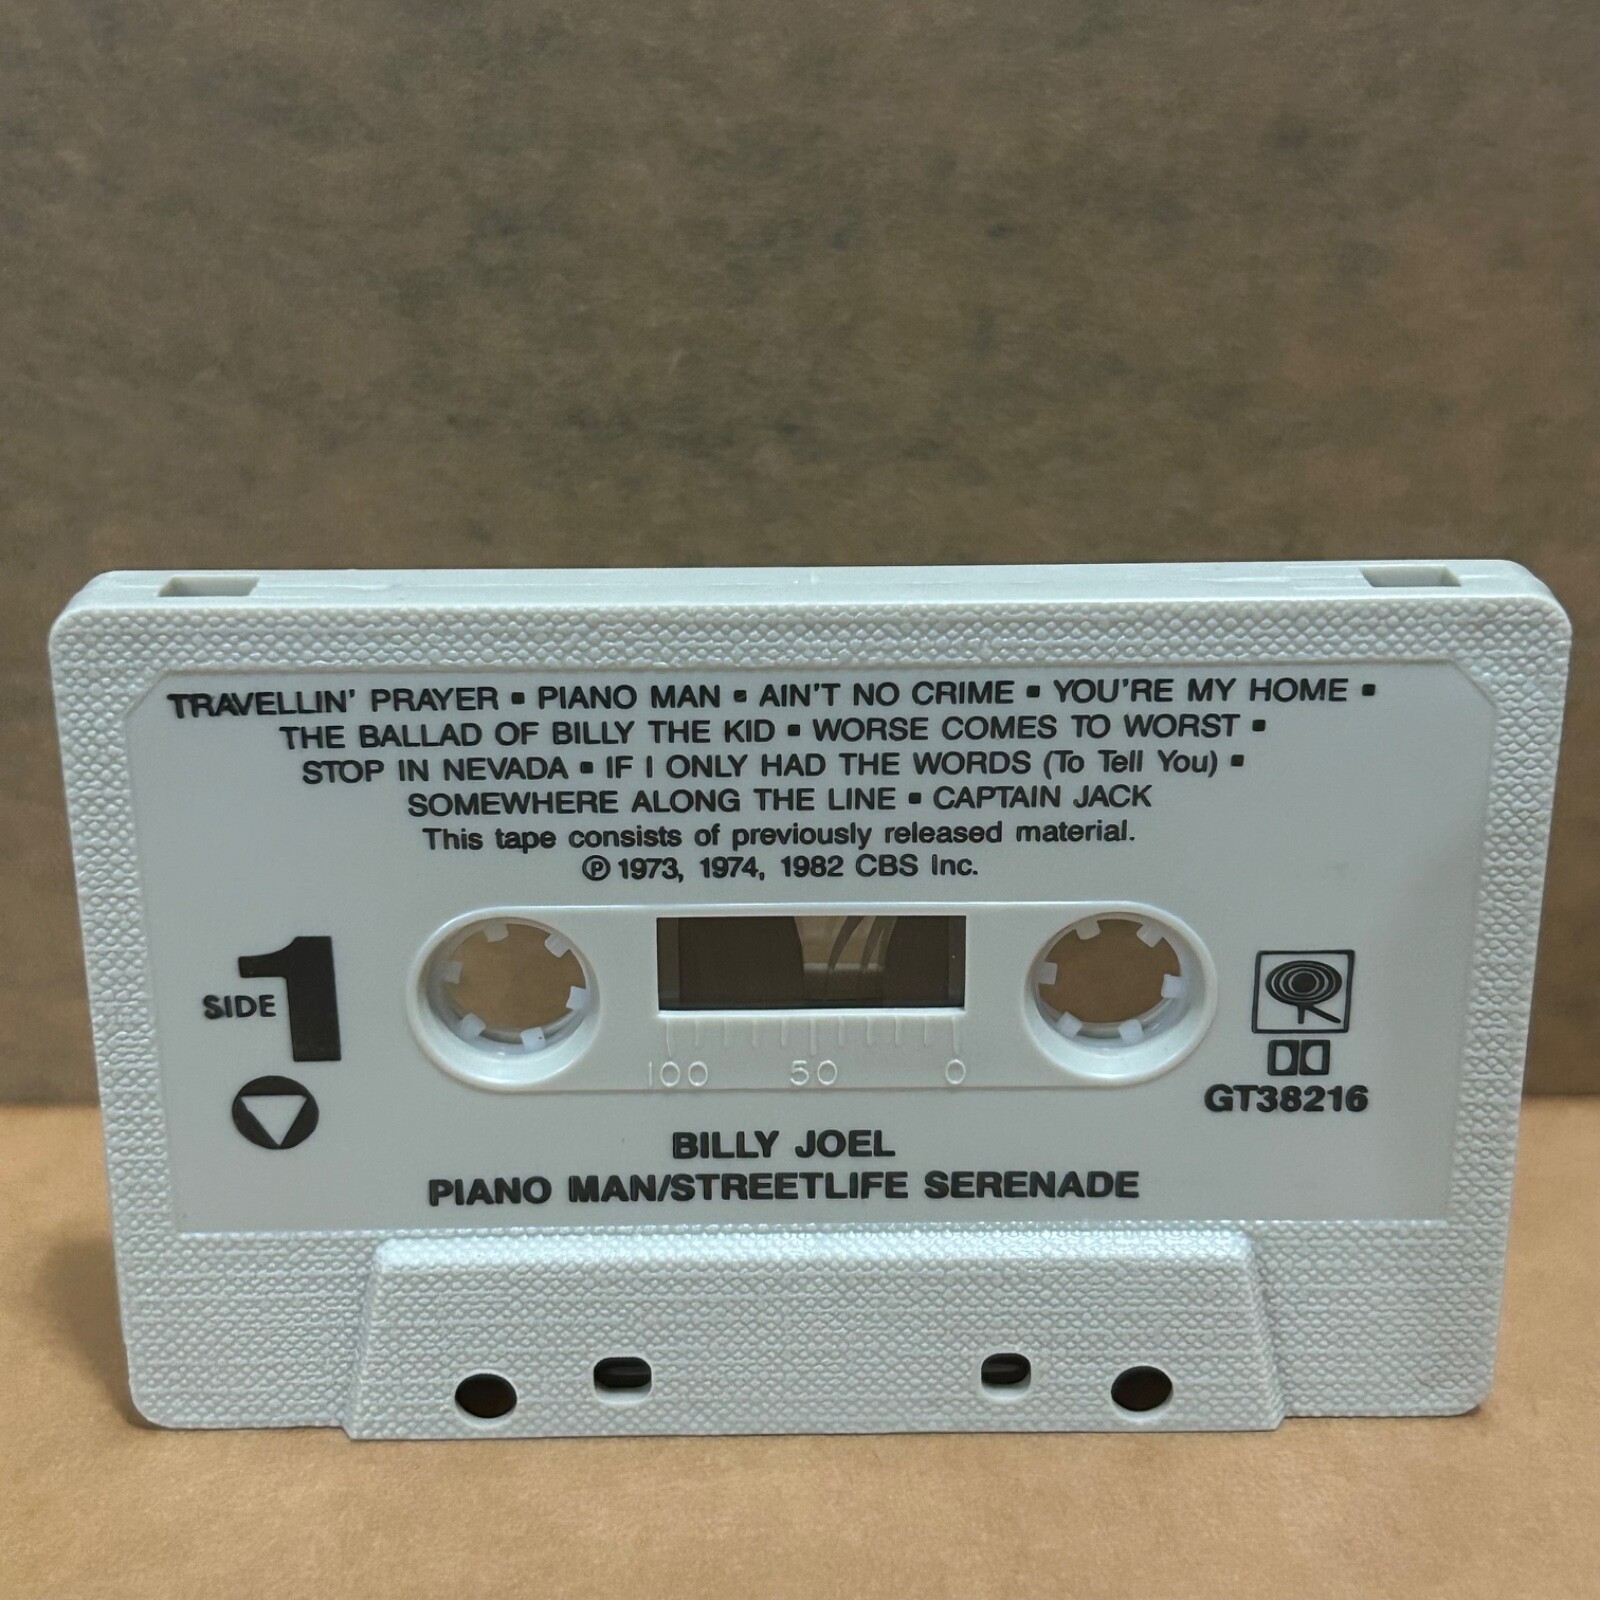 TRAVELLIN' PRAYER ▪ PIANO MAN ▪ AIN'T NO CRIME ▪ YOU'RE MY HOME ▪
THE BALLAD OF BILLY THE KID ▪ WORSE COMES TO WORST ▪
STOP IN NEVADA ▪ IF I ONLY HAD THE WORDS (To Tell You) ▪
SOMEWHERE ALONG THE LINE ▪ CAPTAIN JACK
This tape consists of previously released material.
℗ 1973, 1974, 1982 CBS Inc.
SIDE 1
100 50 0
GT38216
BILLY JOEL
PIANO MAN/STREETLIFE SERENADE